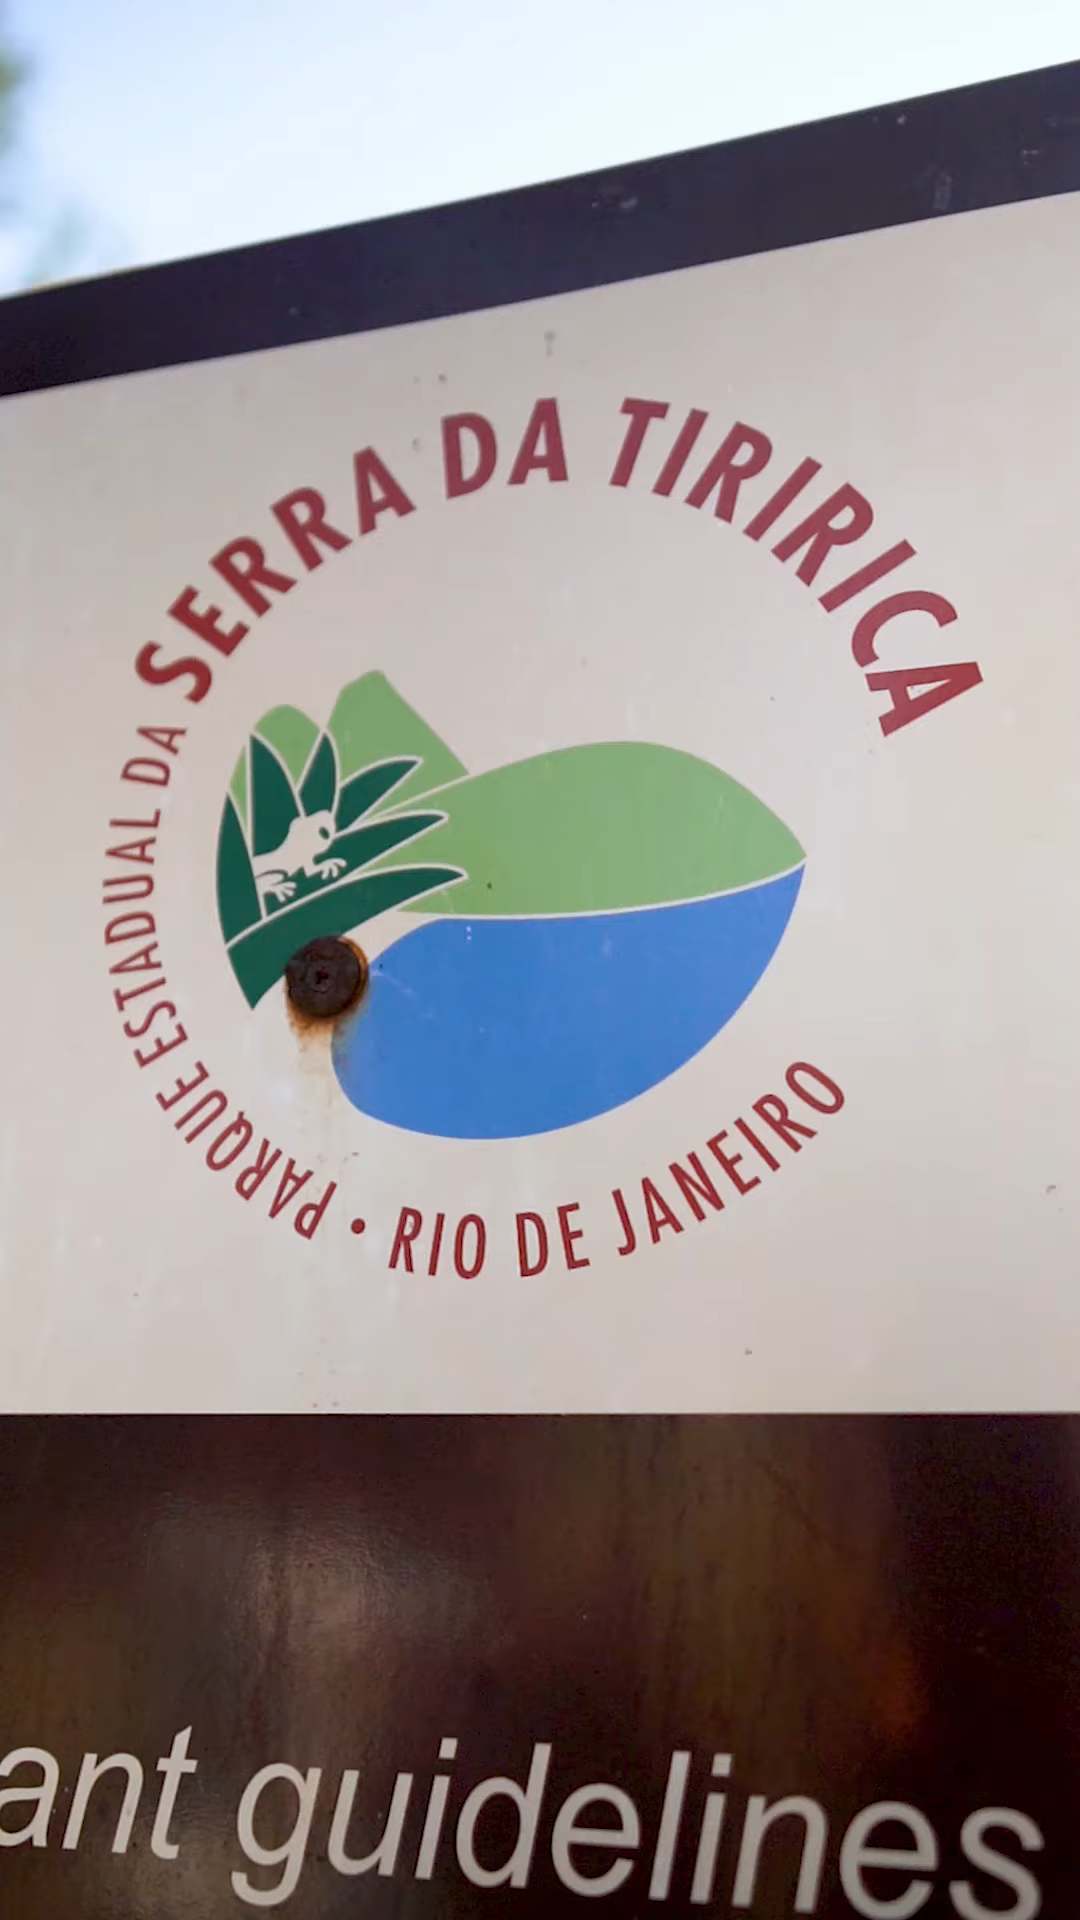 PARQUE ESTADUAL DA SERRA DA TIRIRICA
• RIO DE JANEIRO
ant guidelines